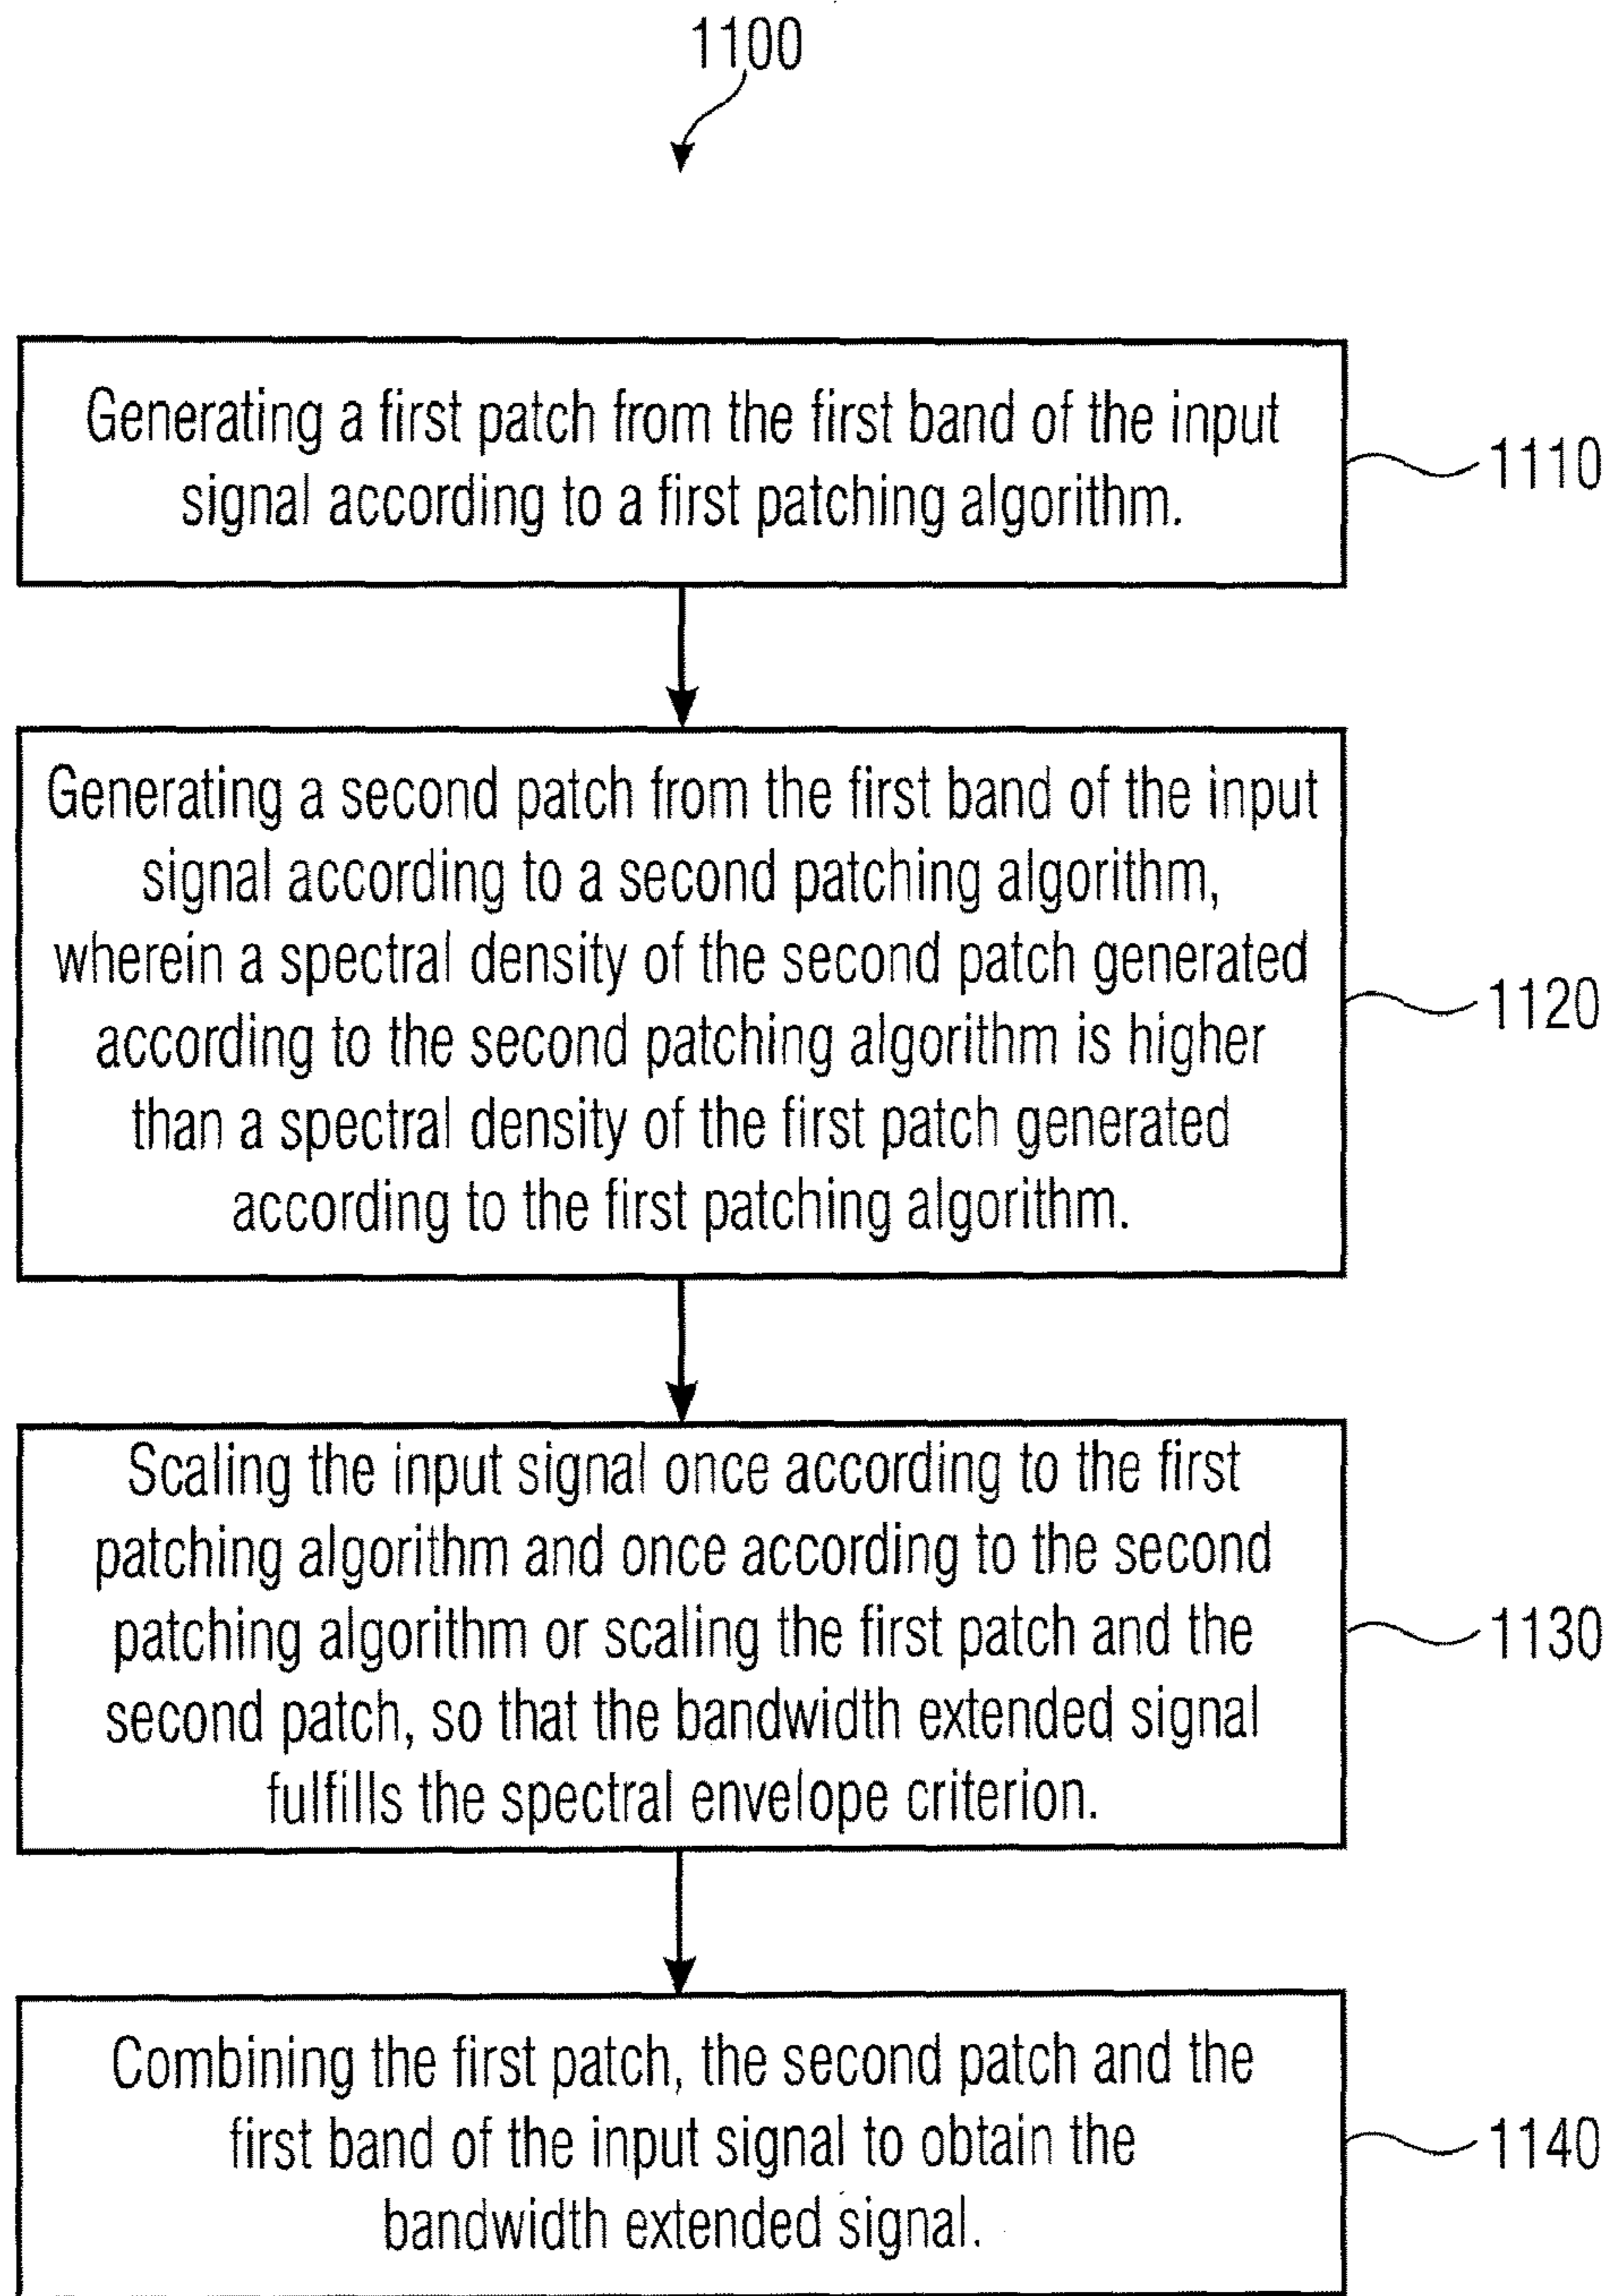 1100
Generating a first patch from the first band of the input
signal according to a first patching algorithm.
1110
Generating a second patch from the first band of the input
signal according to a second patching algorithm,
wherein a spectral density of the second patch generated
according to the second patching algorithm is higher
than a spectral density of the first patch generated
according to the first patching algorithm.
1120
Scaling the input signal once according to the first
patching algorithm and once according to the second
patching algorithm or scaling the first patch and the
second patch, so that the bandwidth extended signal
fulfills the spectral envelope criterion.
1130
Combining the first patch, the second patch and the
first band of the input signal to obtain the
bandwidth extended signal.
1140